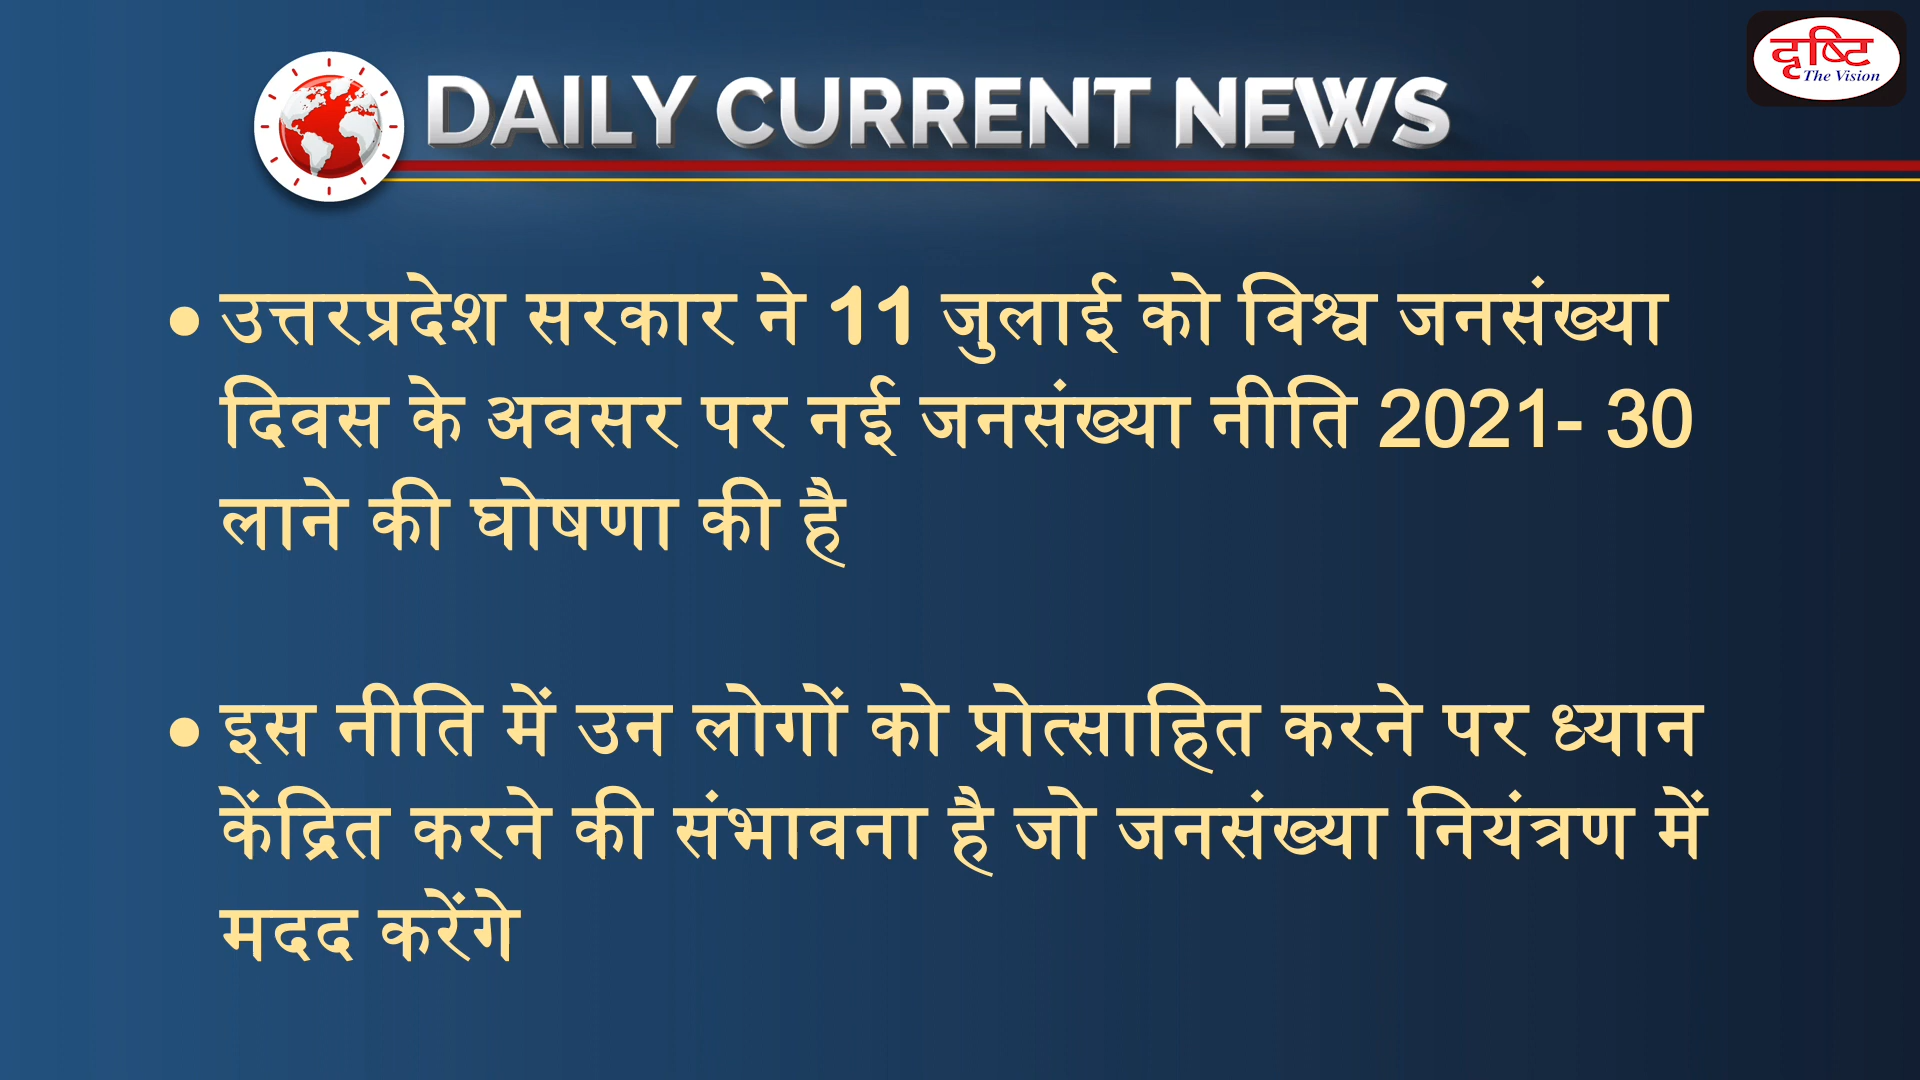 दृष्टि
The Vision
DAILY CURRENT NEWS
• उत्तरप्रदेश सरकार ने 11 जुलाई को विश्व जनसंख्या
दिवस के अवसर पर नई जनसंख्या नीति 2021- 30
लाने की घोषणा की है
• इस नीति में उन लोगों को प्रोत्साहित करने पर ध्यान
केंद्रित करने की संभावना है जो जनसंख्या नियंत्रण में
मदद करेंगे